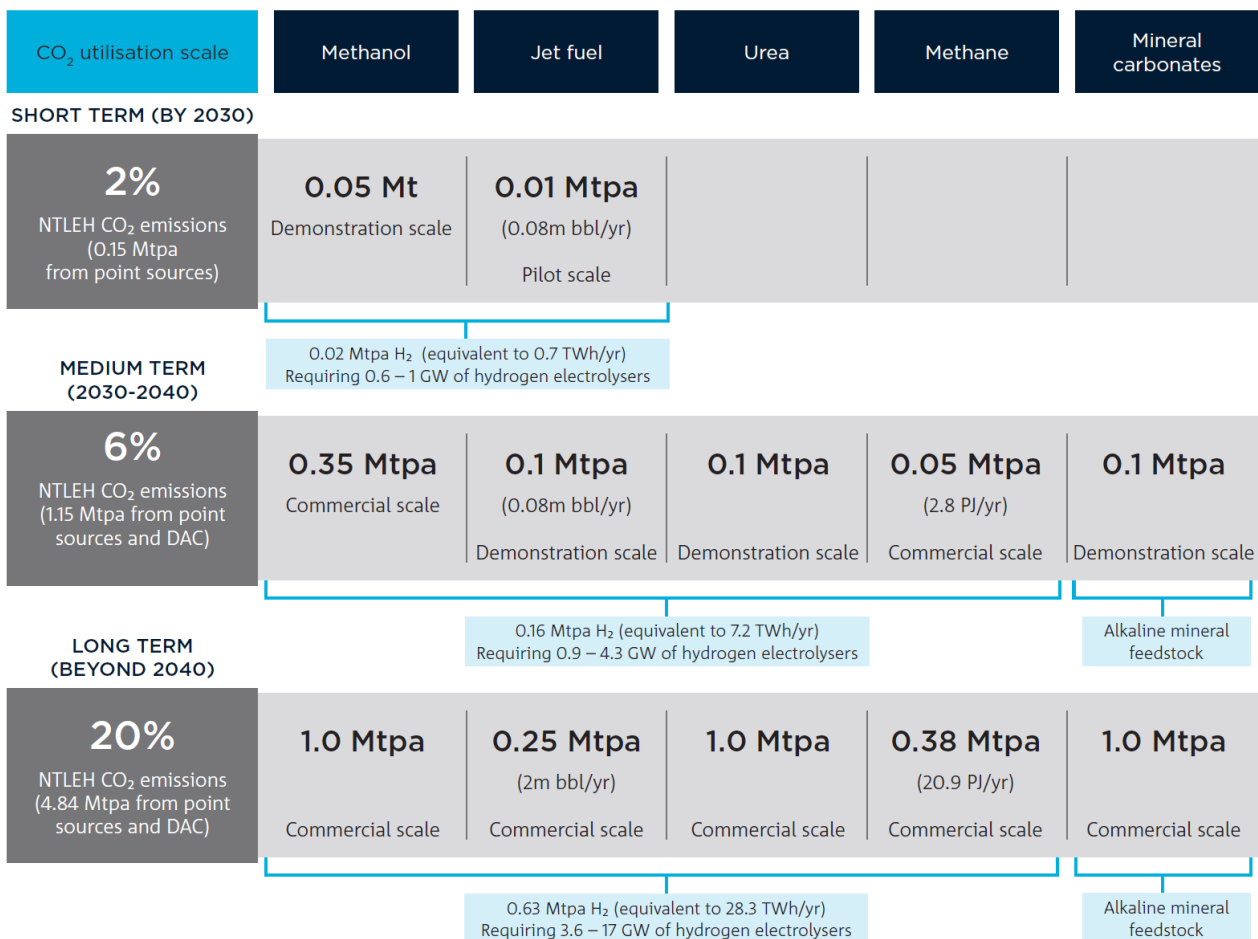 CO₂ utilisation scale
Methanol
Jet fuel
Urea
Methane
Mineral
carbonates
SHORT TERM (BY 2030)
2%
NTLEH CO₂ emissions
(0.15 Mtpa
from point sources)
0.05 Mt
Demonstration scale
0.01 Mtpa
(0.08m bbl/yr)
Pilot scale
0.02 Mtpa H₂ (equivalent to 0.7 TWh/yr)
Requiring 0.6 – 1 GW of hydrogen electrolysers
MEDIUM TERM
(2030-2040)
6%
NTLEH CO₂ emissions
(1.15 Mtpa from point
sources and DAC)
0.35 Mtpa
Commercial scale
0.1 Mtpa
(0.08m bbl/yr)
Demonstration scale
0.1 Mtpa
Demonstration scale
0.05 Mtpa
(2.8 PJ/yr)
Commercial scale
0.1 Mtpa
Demonstration scale
0.16 Mtpa H₂ (equivalent to 7.2 TWh/yr)
Requiring 0.9 – 4.3 GW of hydrogen electrolysers
Alkaline mineral
feedstock
LONG TERM
(BEYOND 2040)
20%
NTLEH CO₂ emissions
(4.84 Mtpa from point
sources and DAC)
1.0 Mtpa
Commercial scale
0.25 Mtpa
(2m bbl/yr)
Commercial scale
1.0 Mtpa
Commercial scale
0.38 Mtpa
(20.9 PJ/yr)
Commercial scale
1.0 Mtpa
Commercial scale
0.63 Mtpa H₂ (equivalent to 28.3 TWh/yr)
Requiring 3.6 – 17 GW of hydrogen electrolysers
Alkaline mineral
feedstock